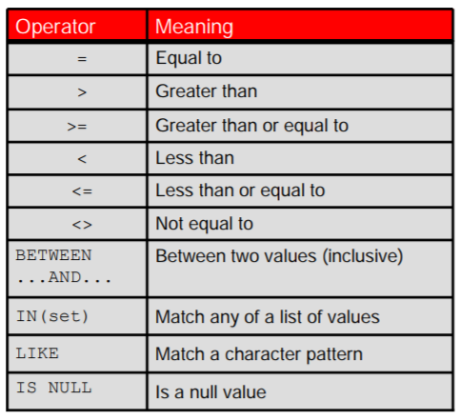 Operator Meaning
= Equal to
> Greater than
>= Greater than or equal to
< Less than
<= Less than or equal to
<> Not equal to
BETWEEN Between two values (inclusive)
...AND...
IN(set) Match any of a list of values
LIKE Match a character pattern
IS NULL Is a null value